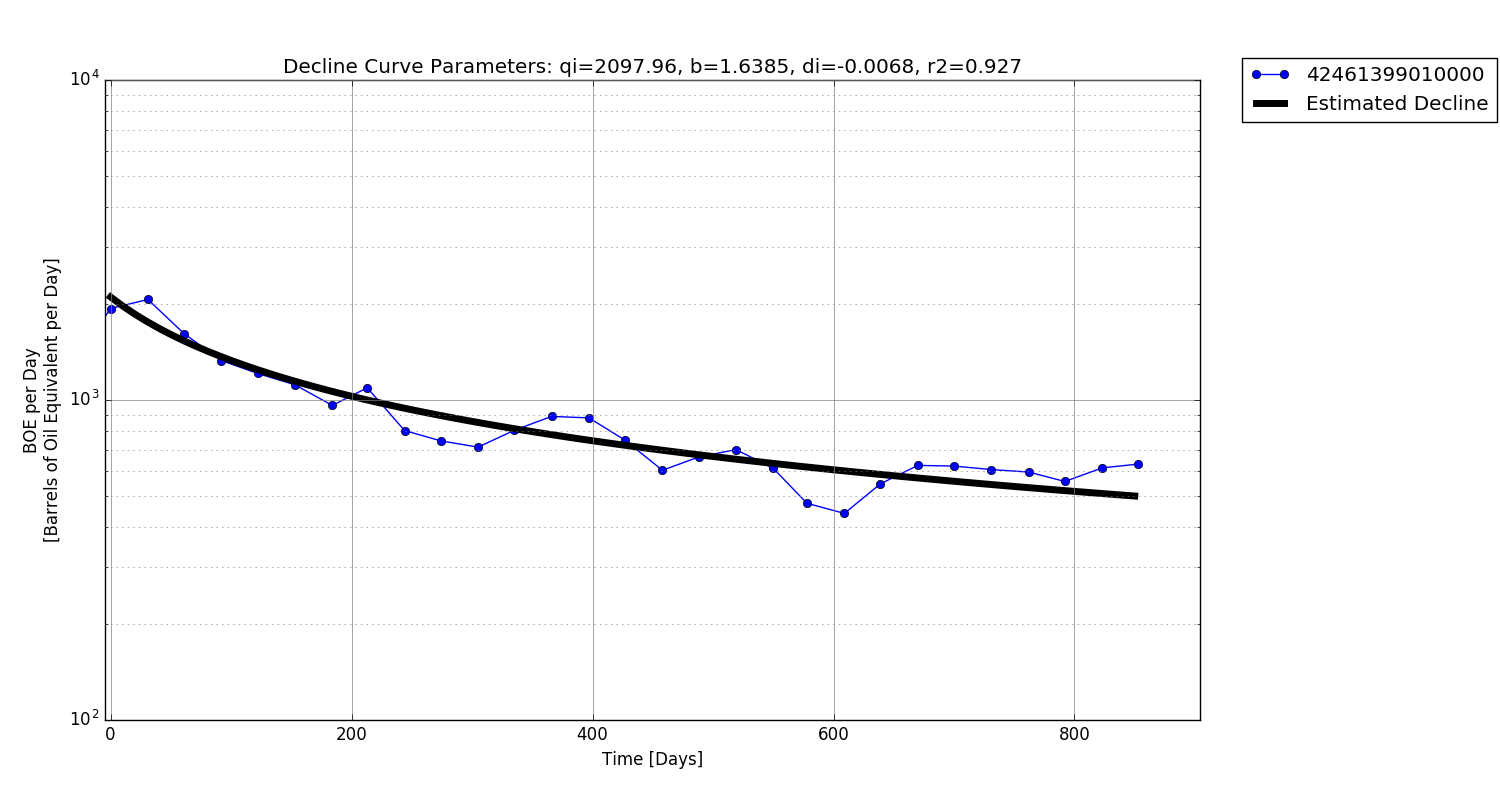 Decline Curve Parameters: qi=2097.96, b=1.6385, di=-0.0068, r2=0.927
42461399010000
Estimated Decline
10^4
10^3
10^2
BOE per Day
[Barrels of Oil Equivalent per Day]
0 200 400 600 800
Time [Days]